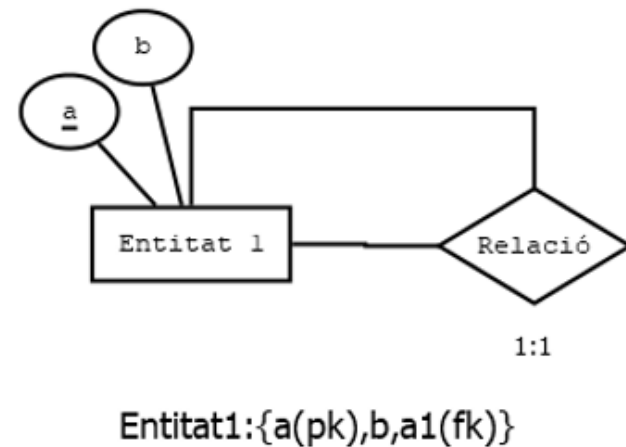 b
a
Entitat 1
Relació
1:1
Entitat1:{a(pk),b,a1(fk)}